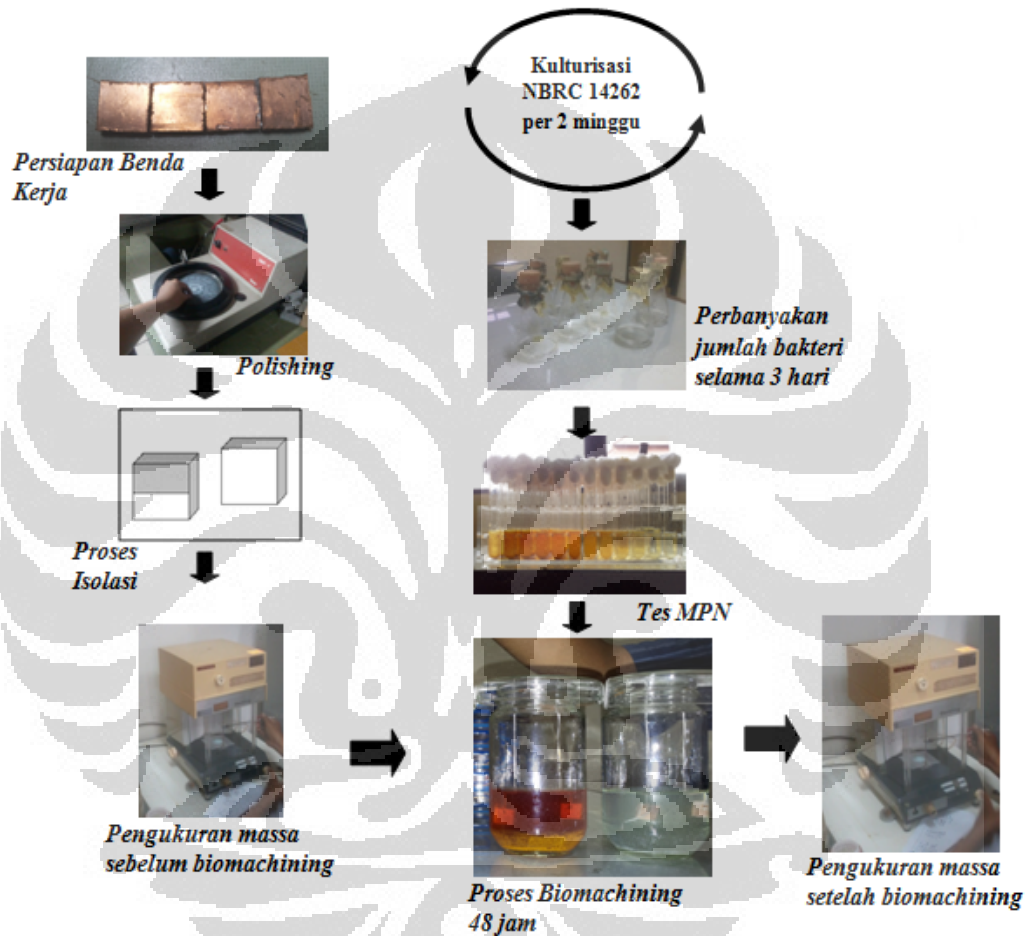 Persiapan Benda
Kerja
Polishing
Proses
Isolasi
Pengukuran massa
sebelum biomachining
Kulturisasi
NBRC 14262
per 2 minggu
Perbanyakan
jumlah bakteri
selama 3 hari
Tes MPN
Proses Biomachining
48 jam
Pengukuran massa
setelah biomachining